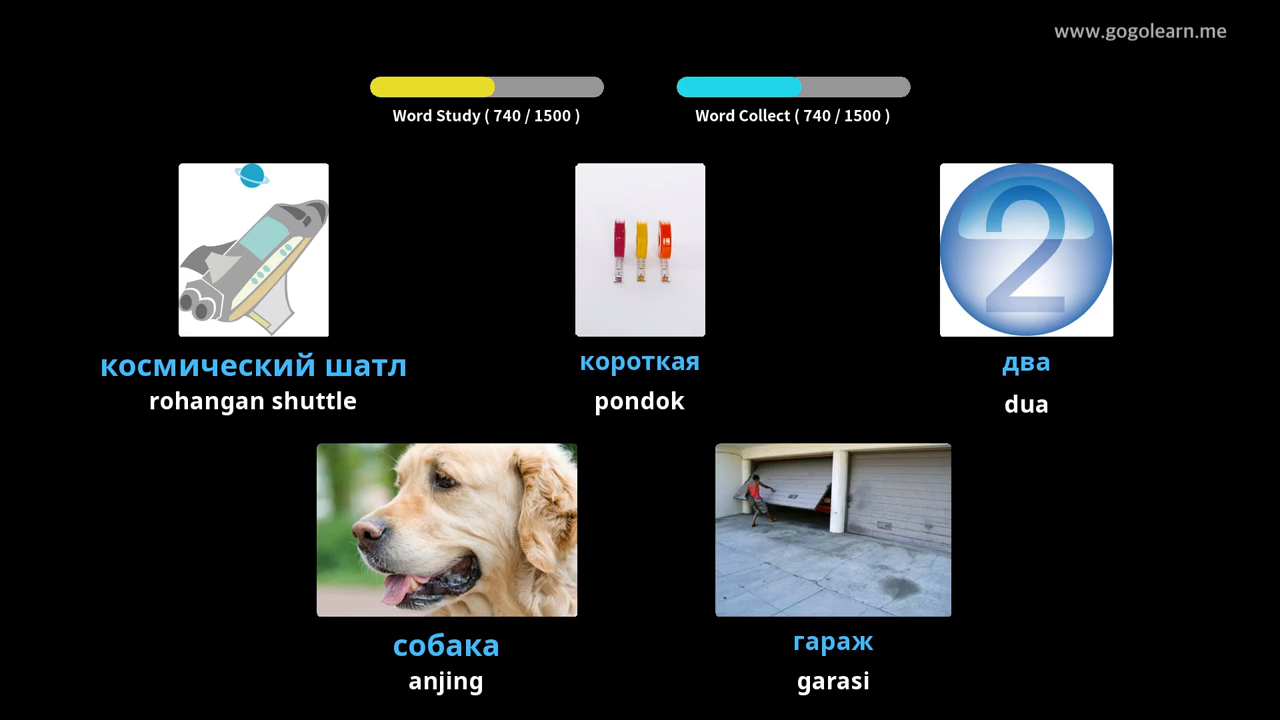 www.gogolearn.me
Word Study ( 740 / 1500 )
Word Collect ( 740 / 1500 )
2
космический шатл
rohangan shuttle
короткая
pondok
два
dua
собака
anjing
гараж
garasi